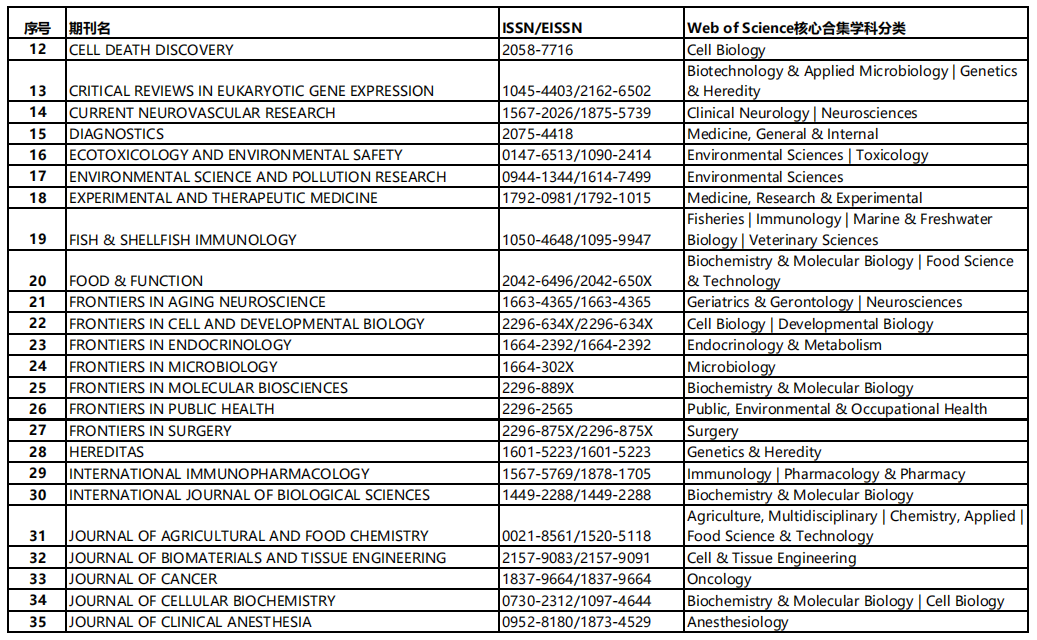 序号 期刊名 ISSN/EISSN Web of Science核心合集学科分类
12 CELL DEATH DISCOVERY 2058-7716 Cell Biology
Biotechnology & Applied Microbiology | Genetics
13 CRITICAL REVIEWS IN EUKARYOTIC GENE EXPRESSION 1045-4403/2162-6502 & Heredity
14 CURRENT NEUROVASCULAR RESEARCH 1567-2026/1875-5739 Clinical Neurology | Neurosciences
15 DIAGNOSTICS 2075-4418 Medicine, General & Internal
16 ECOTOXICOLOGY AND ENVIRONMENTAL SAFETY 0147-6513/1090-2414 Environmental Sciences | Toxicology
17 ENVIRONMENTAL SCIENCE AND POLLUTION RESEARCH 0944-1344/1614-7499 Environmental Sciences
18 EXPERIMENTAL AND THERAPEUTIC MEDICINE 1792-0981/1792-1015 Medicine, Research & Experimental
Fisheries | Immunology | Marine & Freshwater
19 FISH & SHELLFISH IMMUNOLOGY 1050-4648/1095-9947 Biology | Veterinary Sciences
Biochemistry & Molecular Biology | Food Science
20 FOOD & FUNCTION 2042-6496/2042-650X & Technology
21 FRONTIERS IN AGING NEUROSCIENCE 1663-4365/1663-4365 Geriatrics & Gerontology | Neurosciences
22 FRONTIERS IN CELL AND DEVELOPMENTAL BIOLOGY 2296-634X/2296-634X Cell Biology | Developmental Biology
23 FRONTIERS IN ENDOCRINOLOGY 1664-2392/1664-2392 Endocrinology & Metabolism
24 FRONTIERS IN MICROBIOLOGY 1664-302X Microbiology
25 FRONTIERS IN MOLECULAR BIOSCIENCES 2296-889X Biochemistry & Molecular Biology
26 FRONTIERS IN PUBLIC HEALTH 2296-2565 Public, Environmental & Occupational Health
27 FRONTIERS IN SURGERY 2296-875X/2296-875X Surgery
28 HEREDITAS 1601-5223/1601-5223 Genetics & Heredity
29 INTERNATIONAL IMMUNOPHARMACOLOGY 1567-5769/1878-1705 Immunology | Pharmacology & Pharmacy
30 INTERNATIONAL JOURNAL OF BIOLOGICAL SCIENCES 1449-2288/1449-2288 Biochemistry & Molecular Biology
Agriculture, Multidisciplinary | Chemistry, Applied |
31 JOURNAL OF AGRICULTURAL AND FOOD CHEMISTRY 0021-8561/1520-5118 Food Science & Technology
32 JOURNAL OF BIOMATERIALS AND TISSUE ENGINEERING 2157-9083/2157-9091 Cell & Tissue Engineering
33 JOURNAL OF CANCER 1837-9664/1837-9664 Oncology
34 JOURNAL OF CELLULAR BIOCHEMISTRY 0730-2312/1097-4644 Biochemistry & Molecular Biology | Cell Biology
35 JOURNAL OF CLINICAL ANESTHESIA 0952-8180/1873-4529 Anesthesiology